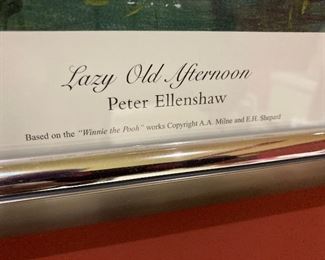 Lazy Old Afternoon
Peter Ellenshaw
Based on the "Winnie the Pooh" works Copyright A.A. Milne and E.H. Shepard